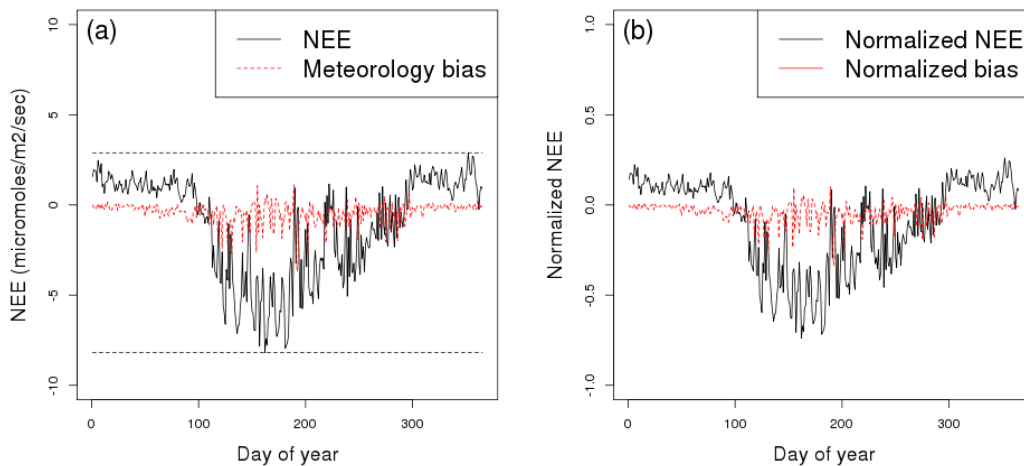 (a)
NEE
Meteorology bias
NEE (micromoles/m2/sec)
10
5
0
-5
-10
0 100 200 300
Day of year
(b)
Normalized NEE
Normalized bias
Normalized NEE
1.0
0.5
0.0
-0.5
-1.0
0 100 200 300
Day of year